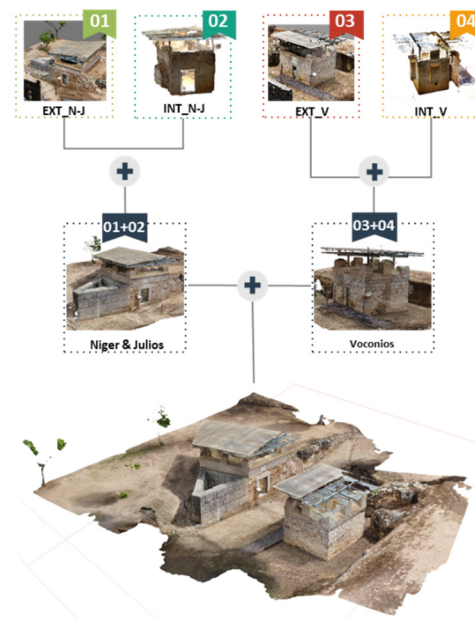 01
02
03
04
EXT_N-J
INT_N-J
EXT_V
INT_V
01+02
03+04
Niger & Julios
Voconios